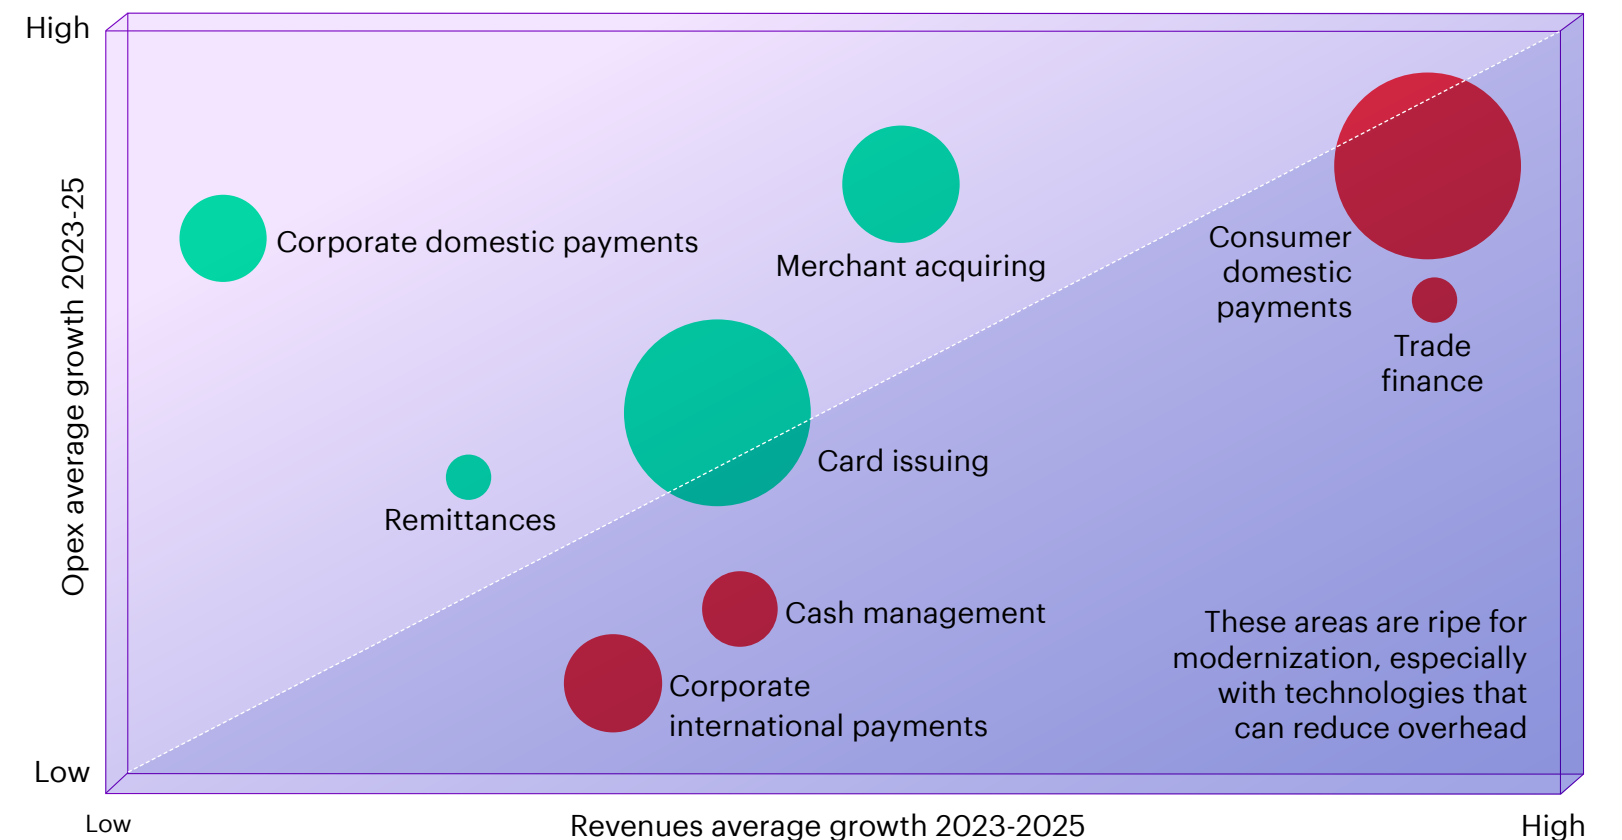 High
Opex average growth 2023-25
Corporate domestic payments
Merchant acquiring
Consumer
domestic
payments
Trade
finance
Card issuing
Remittances
Cash management
Corporate
international payments
These areas are ripe for
modernization, especially
with technologies that
can reduce overhead
Low
Low
Revenues average growth 2023-2025
High